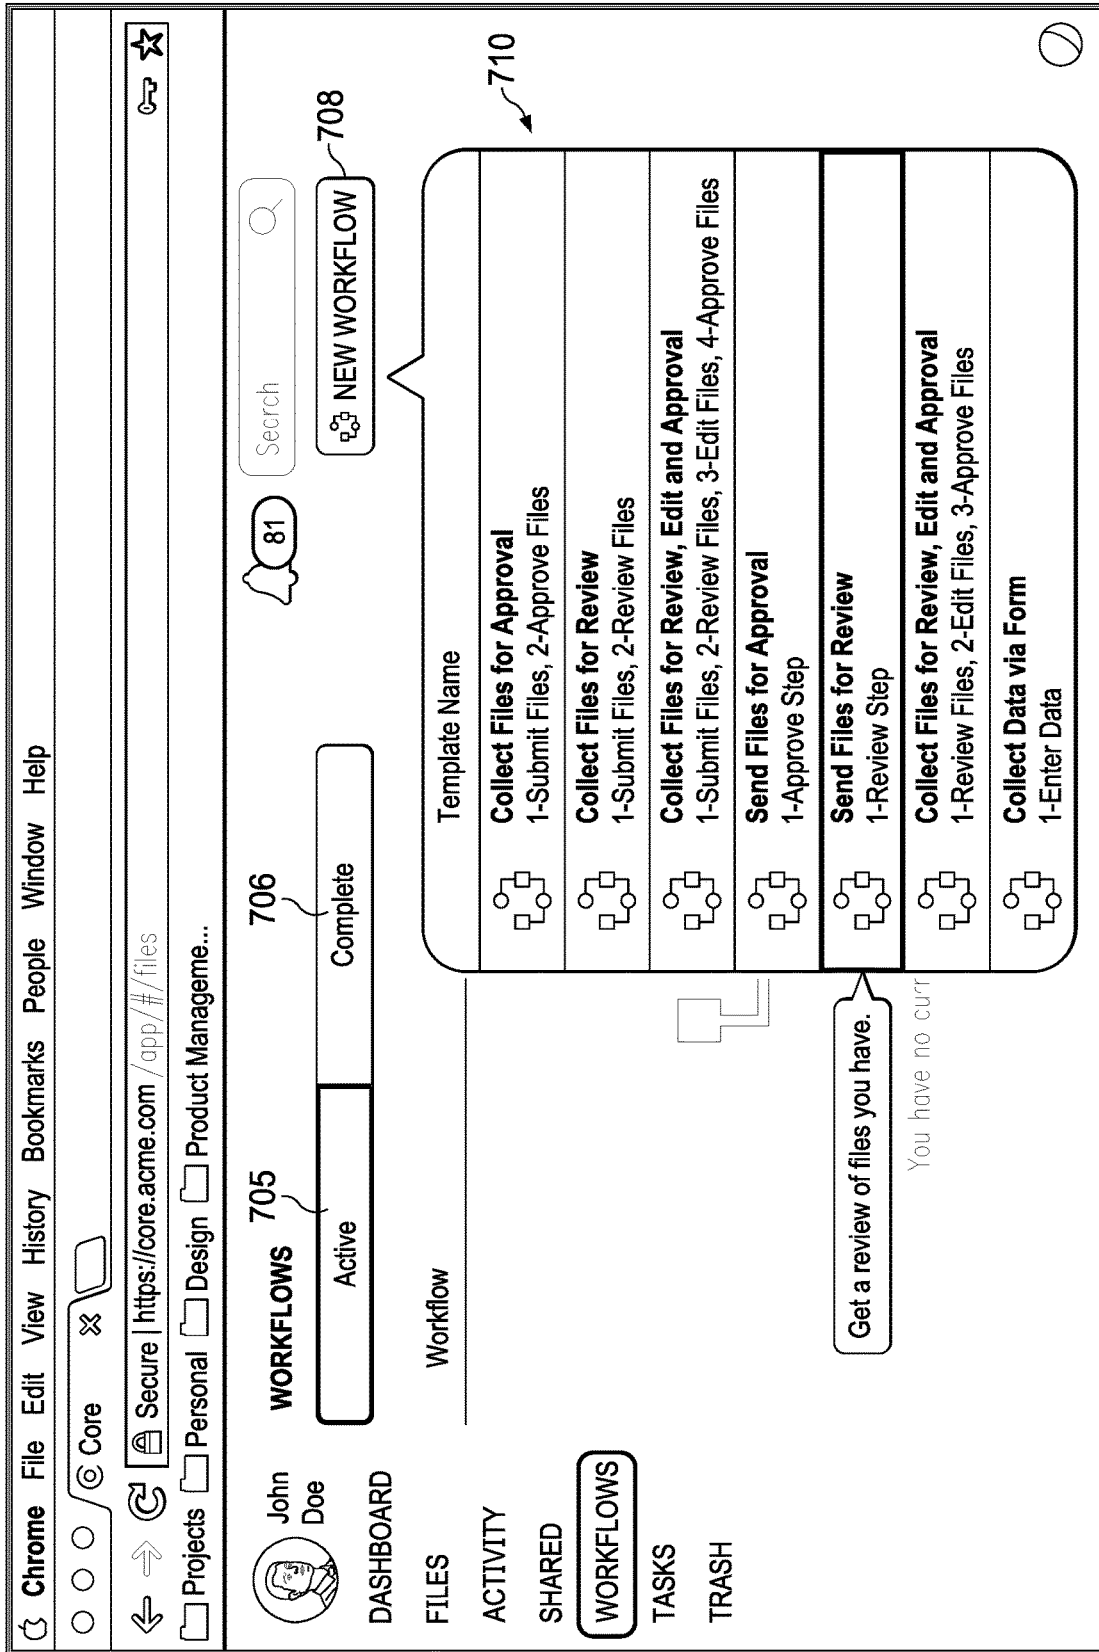 Chrome File Edit View History Bookmarks People Window Help
Core
Secure | https://core.acme.com /app/#/files
Projects Personal Design Product Manageme...
John
Doe
DASHBOARD
FILES
ACTIVITY
SHARED
WORKFLOWS
TASKS
TRASH
WORKFLOWS
705
706
81
Secrch
Active
Complete
NEW WORKFLOW
708
Workflow
710
Template Name
Collect Files for Approval
1-Submit Files, 2-Approve Files
Collect Files for Review
1-Submit Files, 2-Review Files
Collect Files for Review, Edit and Approval
1-Submit Files, 2-Review Files, 3-Edit Files, 4-Approve Files
Send Files for Approval
1-Approve Step
Send Files for Review
1-Review Step
Get a review of files you have.
Collect Files for Review, Edit and Approval
1-Review Files, 2-Edit Files, 3-Approve Files
You have no curr
Collect Data via Form
1-Enter Data